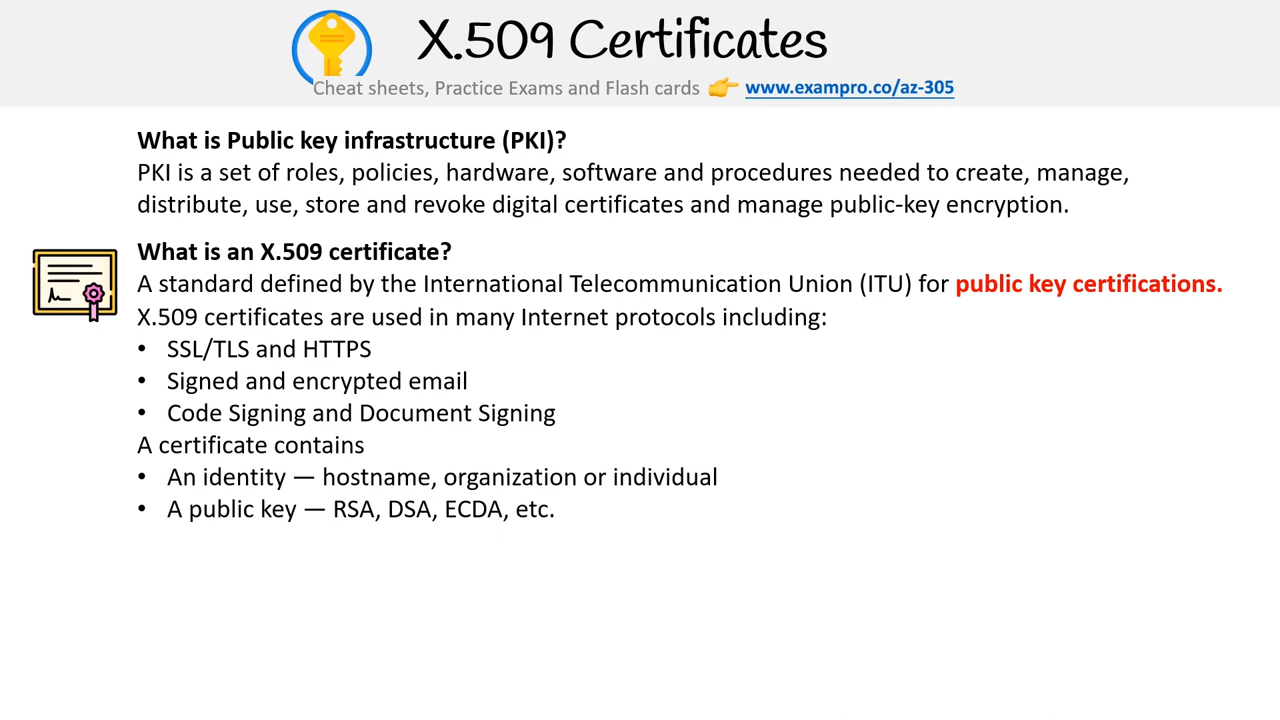 X.509 Certificates
Cheat sheets, Practice Exams and Flash cards 👉 www.exampro.co/az-305
What is Public key infrastructure (PKI)?
PKI is a set of roles, policies, hardware, software and procedures needed to create, manage,
distribute, use, store and revoke digital certificates and manage public-key encryption.
What is an X.509 certificate?
A standard defined by the International Telecommunication Union (ITU) for public key certifications.
X.509 certificates are used in many Internet protocols including:
• SSL/TLS and HTTPS
• Signed and encrypted email
• Code Signing and Document Signing
A certificate contains
• An identity — hostname, organization or individual
• A public key — RSA, DSA, ECDA, etc.